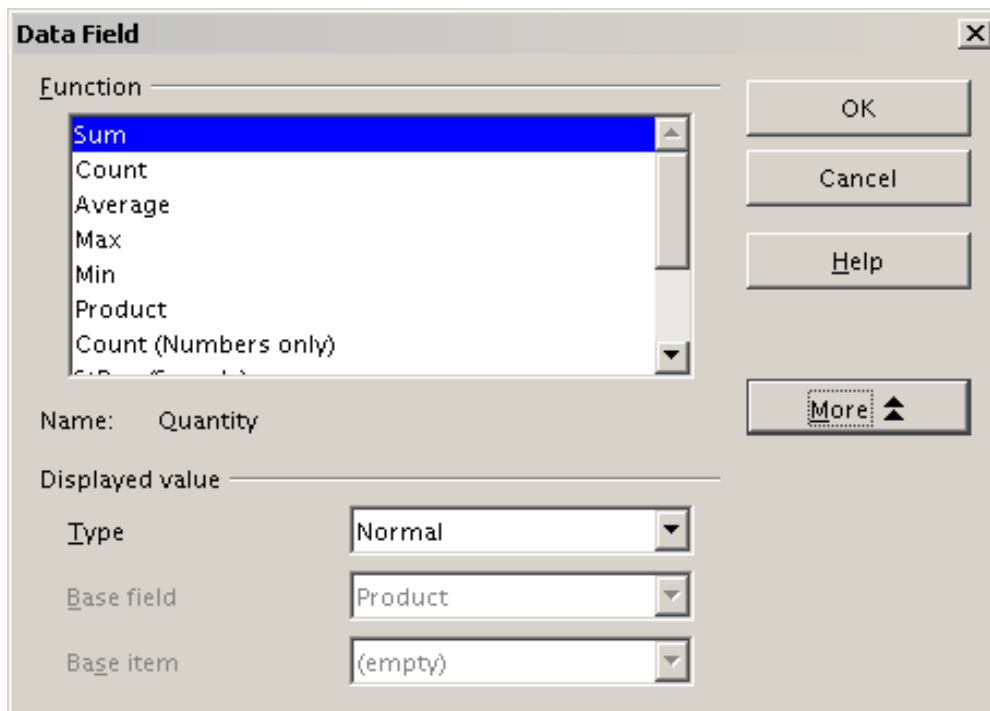 Data Field
Function
OK
Sum
Count
Cancel
Average
Max
Help
Min
Product
Count (Numbers only)
More
Name: Quantity
Displayed value
Type Normal
Base field Product
Base item (empty)